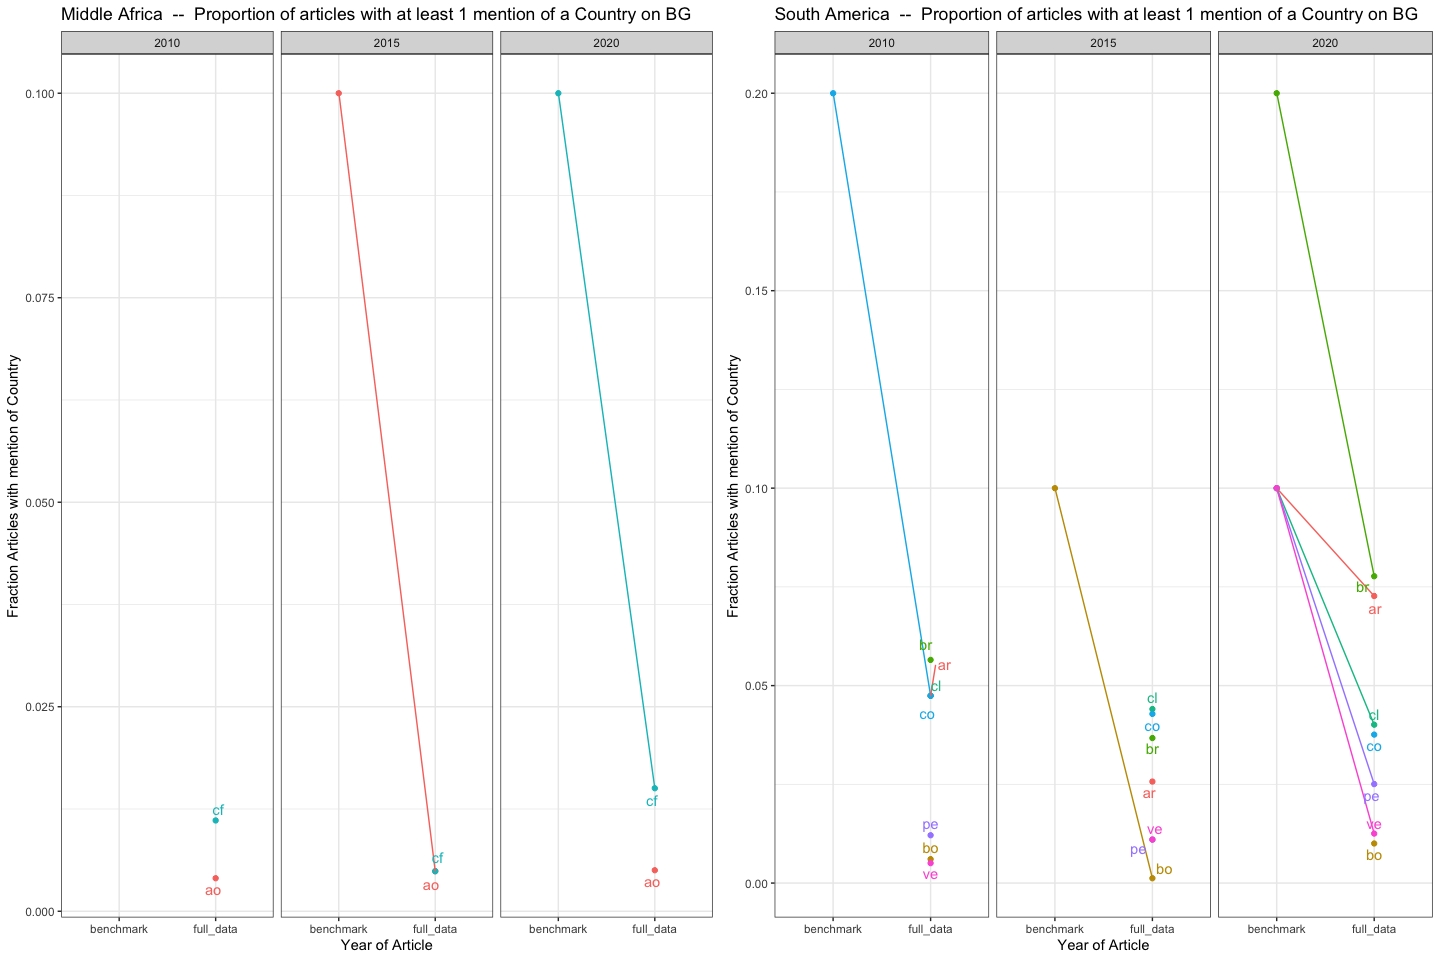 Middle Africa -- Proportion of articles with at least 1 mention of a Country on BG
2010
2015
2020
0.100
0.075
0.050
0.025
0.000
Fraction Articles with mention of Country
cf
ao
cf
ao
cf
ao
benchmark
full_data
benchmark
full_data
benchmark
full_data
Year of Article
South America -- Proportion of articles with at least 1 mention of a Country on BG
2010
2015
2020
0.20
0.15
0.10
0.05
0.00
Fraction Articles with mention of Country
br
ar
cl
co
pe
bo
ve
cl
co
br
ar
ve
pe
bo
br
ar
cl
co
pe
ve
bo
benchmark
full_data
benchmark
full_data
benchmark
full_data
Year of Article